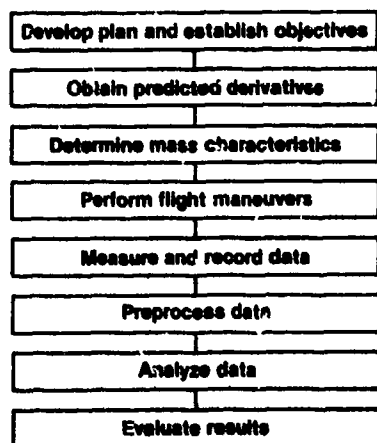 Develop plan and establish objectives
Obtain predicted derivatives
Determine mass characteristics
Perform flight maneuvers
Measure and record data
Preprocess data
Analyze data
Evaluate results